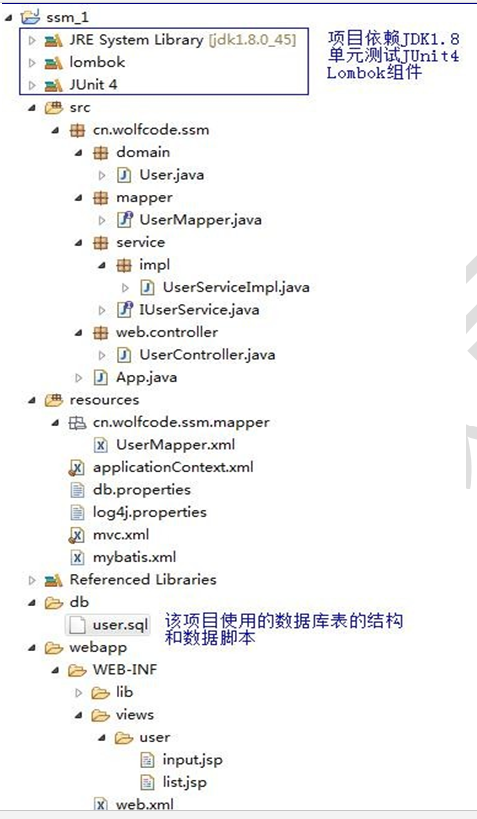 ssm_1
JRE System Library [jdk1.8.0_45]
lombok
JUnit 4
项目依赖JDK1.8
单元测试JUnit4
Lombok组件
src
cn.wolfcode.ssm
domain
User.java
mapper
UserMapper.java
service
impl
UserServiceImpl.java
IUserService.java
web.controller
UserController.java
App.java
resources
cn.wolfcode.ssm.mapper
UserMapper.xml
applicationContext.xml
db.properties
log4j.properties
mvc.xml
mybatis.xml
Referenced Libraries
db
user.sql
该项目使用的数据库表的结构
和数据脚本
webapp
WEB-INF
lib
views
user
input.jsp
list.jsp
web.xml